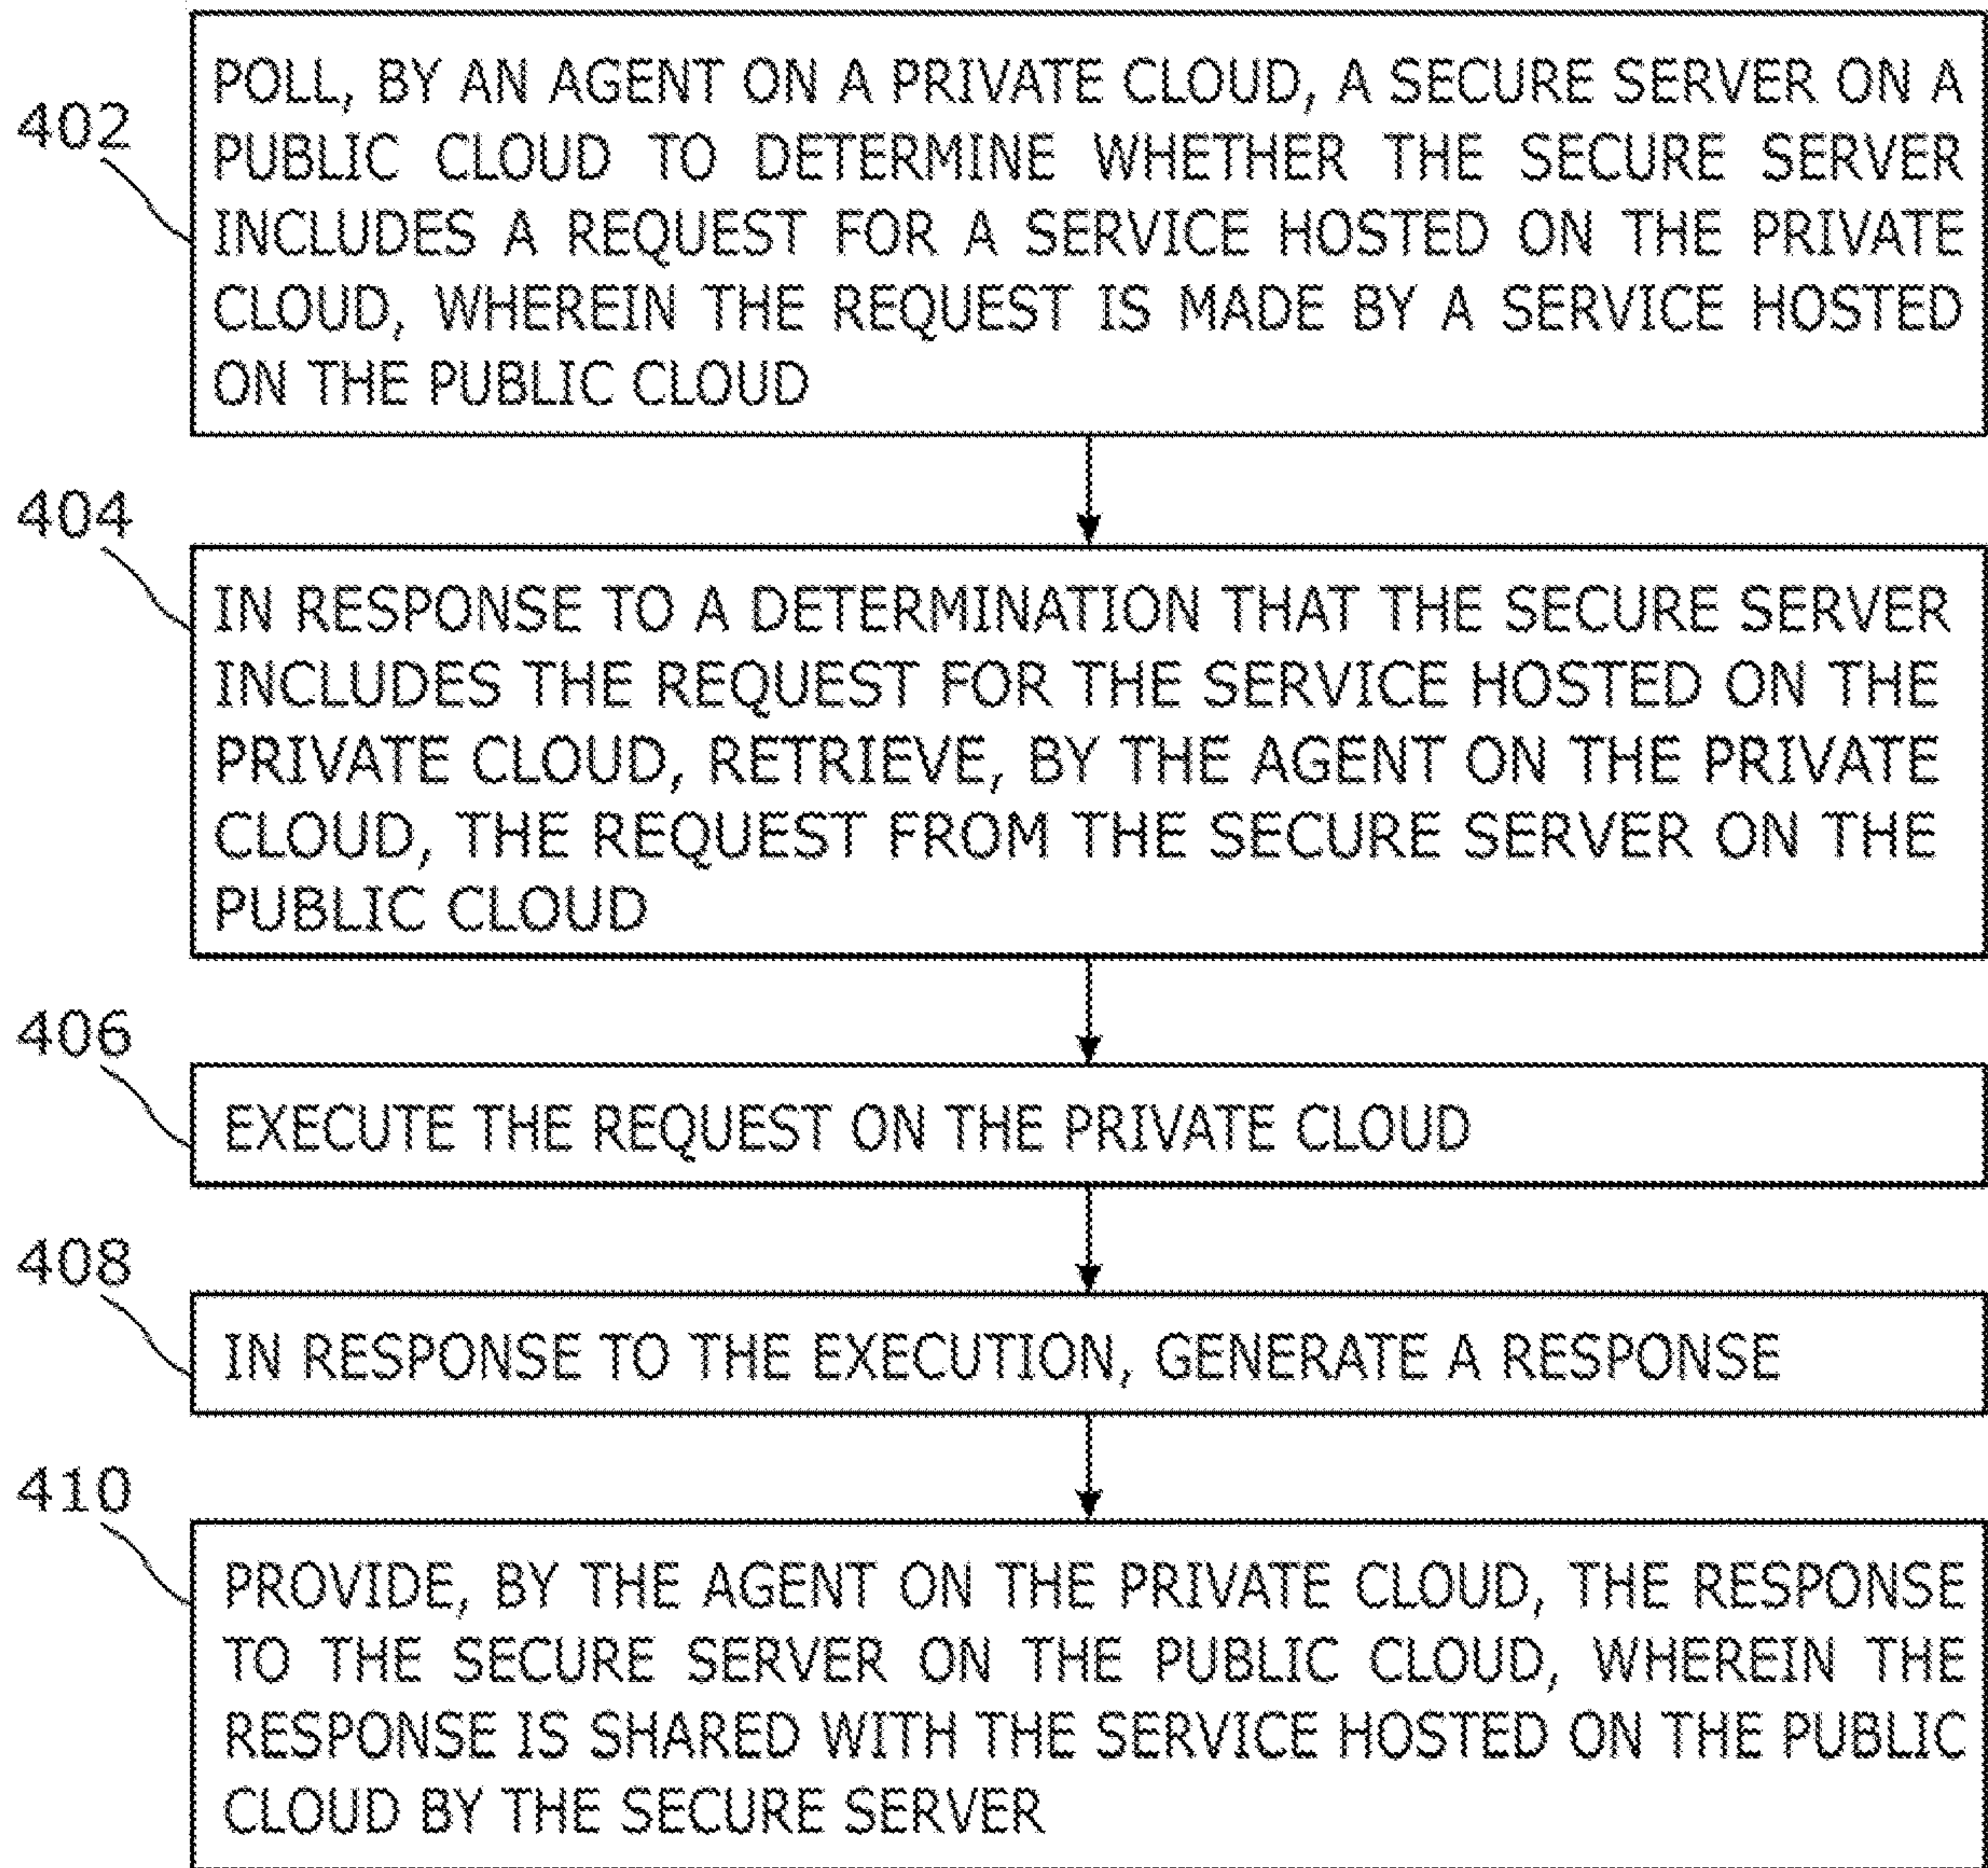 402
POLL, BY AN AGENT ON A PRIVATE CLOUD, A SECURE SERVER ON A
PUBLIC CLOUD TO DETERMINE WHETHER THE SECURE SERVER
INCLUDES A REQUEST FOR A SERVICE HOSTED ON THE PRIVATE
CLOUD, WHEREIN THE REQUEST IS MADE BY A SERVICE HOSTED
ON THE PUBLIC CLOUD
404
IN RESPONSE TO A DETERMINATION THAT THE SECURE SERVER
INCLUDES THE REQUEST FOR THE SERVICE HOSTED ON THE
PRIVATE CLOUD, RETRIEVE, BY THE AGENT ON THE PRIVATE
CLOUD, THE REQUEST FROM THE SECURE SERVER ON THE
PUBLIC CLOUD
406
EXECUTE THE REQUEST ON THE PRIVATE CLOUD
408
IN RESPONSE TO THE EXECUTION, GENERATE A RESPONSE
410
PROVIDE, BY THE AGENT ON THE PRIVATE CLOUD, THE RESPONSE
TO THE SECURE SERVER ON THE PUBLIC CLOUD, WHEREIN THE
RESPONSE IS SHARED WITH THE SERVICE HOSTED ON THE PUBLIC
CLOUD BY THE SECURE SERVER